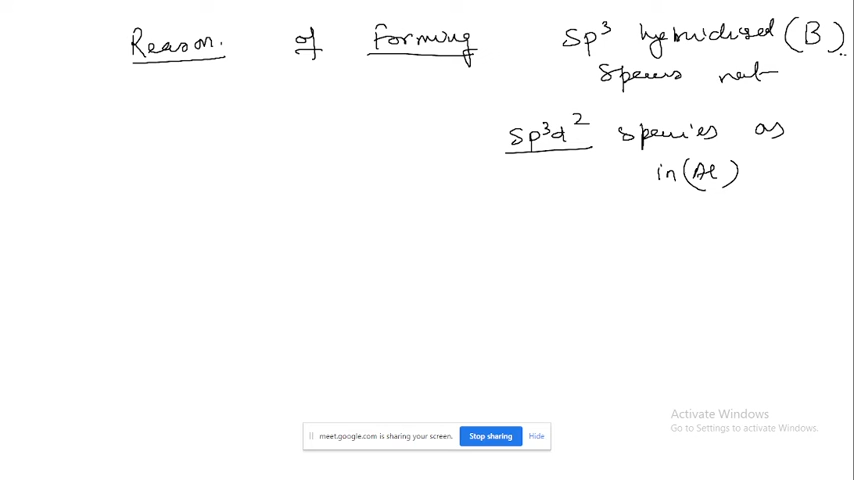 Reason. of Forming Sp³ hybridised (B)
Species not
Sp³d² species as
in (Al)
meet.google.com is sharing your screen. Stop sharing Hide
Activate Windows
Go to Settings to activate Windows.